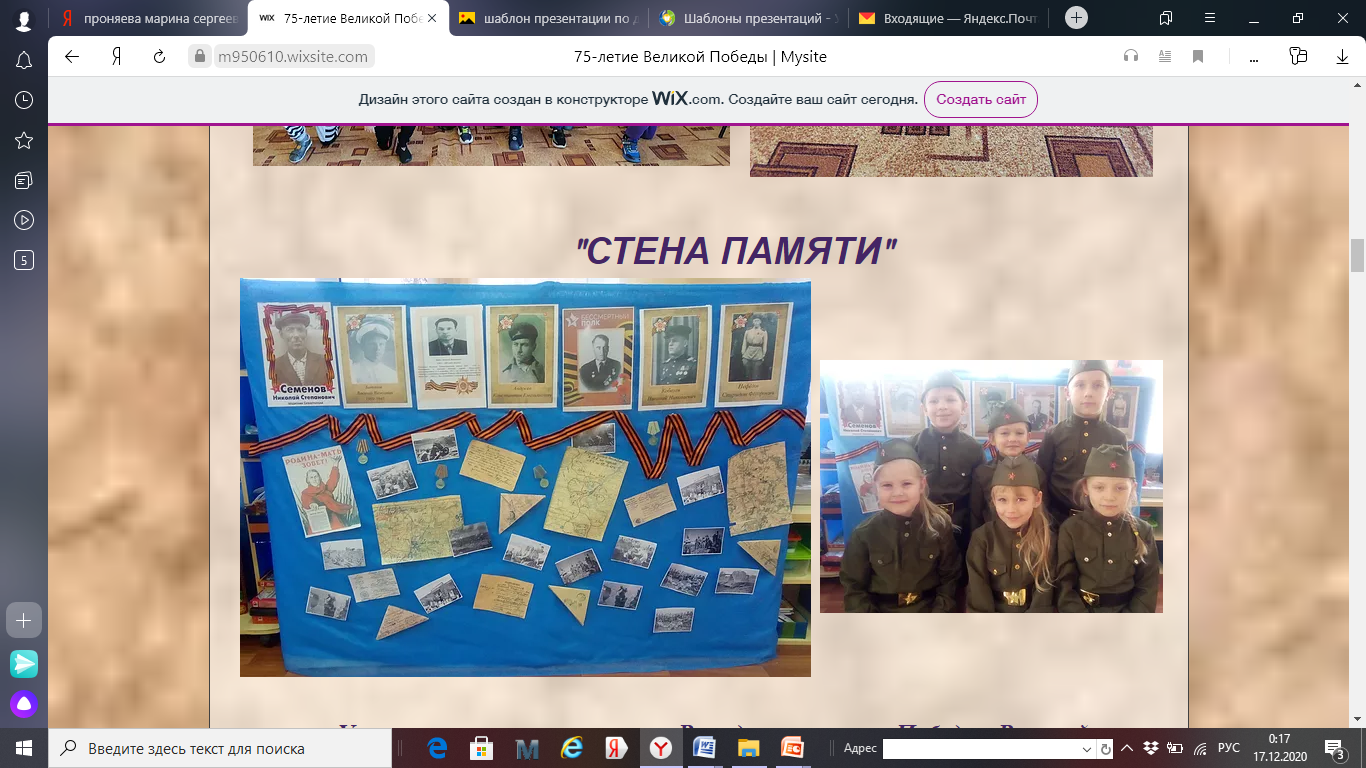 проняева марина сергеев
WiX
75-летие Великой Побе
шаблон презентации по д
Шаблоны презентаций - У
Входящие — Яндекс.Почт
m950610.wixsite.com
75-летие Великой Победы | Mysite
Дизайн этого сайта создан в конструкторе WiX.com. Создайте ваш сайт сегодня.
Создать сайт
5
"СТЕНА ПАМЯТИ"
БЕССМЕРТНЫЙ
ПОЛК
Семенов
Николай Степанович
РОДИНА-МАТЬ
ЗОВЕТ!
Семенов
Введите здесь текст для поиска
Адрес
РУС
0:17
17.12.2020
3